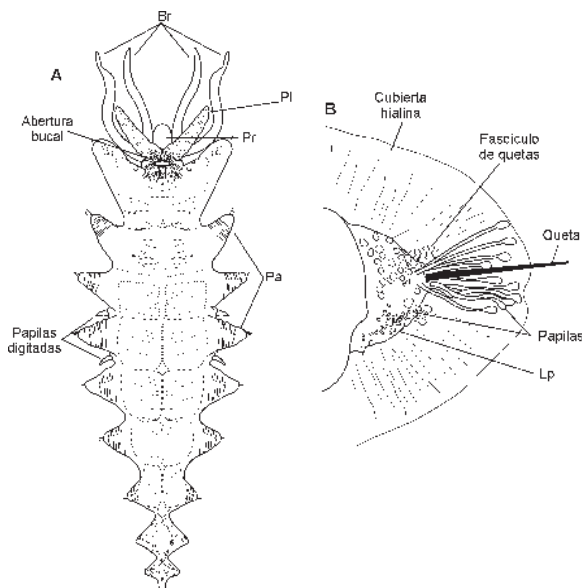 Br
A
Pl
Abertura
bucal
Pr
Pa
Papilas
digitadas
B
Cubierta
hialina
Fascículo
de quetas
Queta
Papilas
Lp